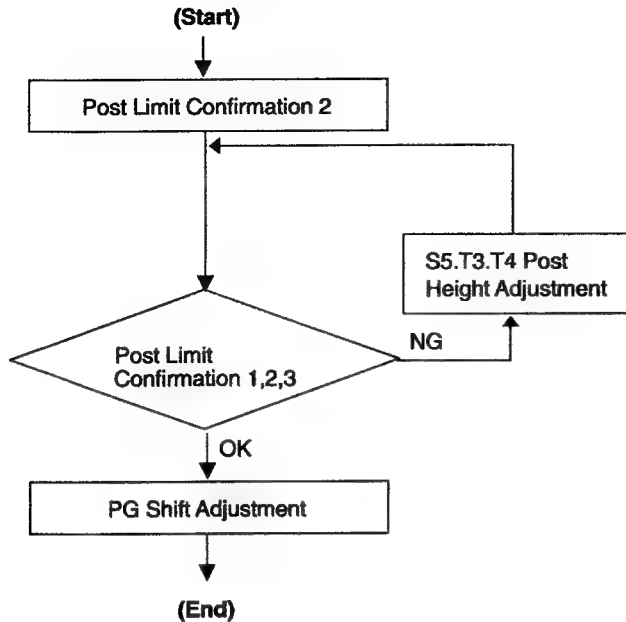 (Start)
Post Limit Confirmation 2
S5.T3.T4 Post
Height Adjustment
Post Limit
Confirmation 1,2,3
NG
OK
PG Shift Adjustment
(End)